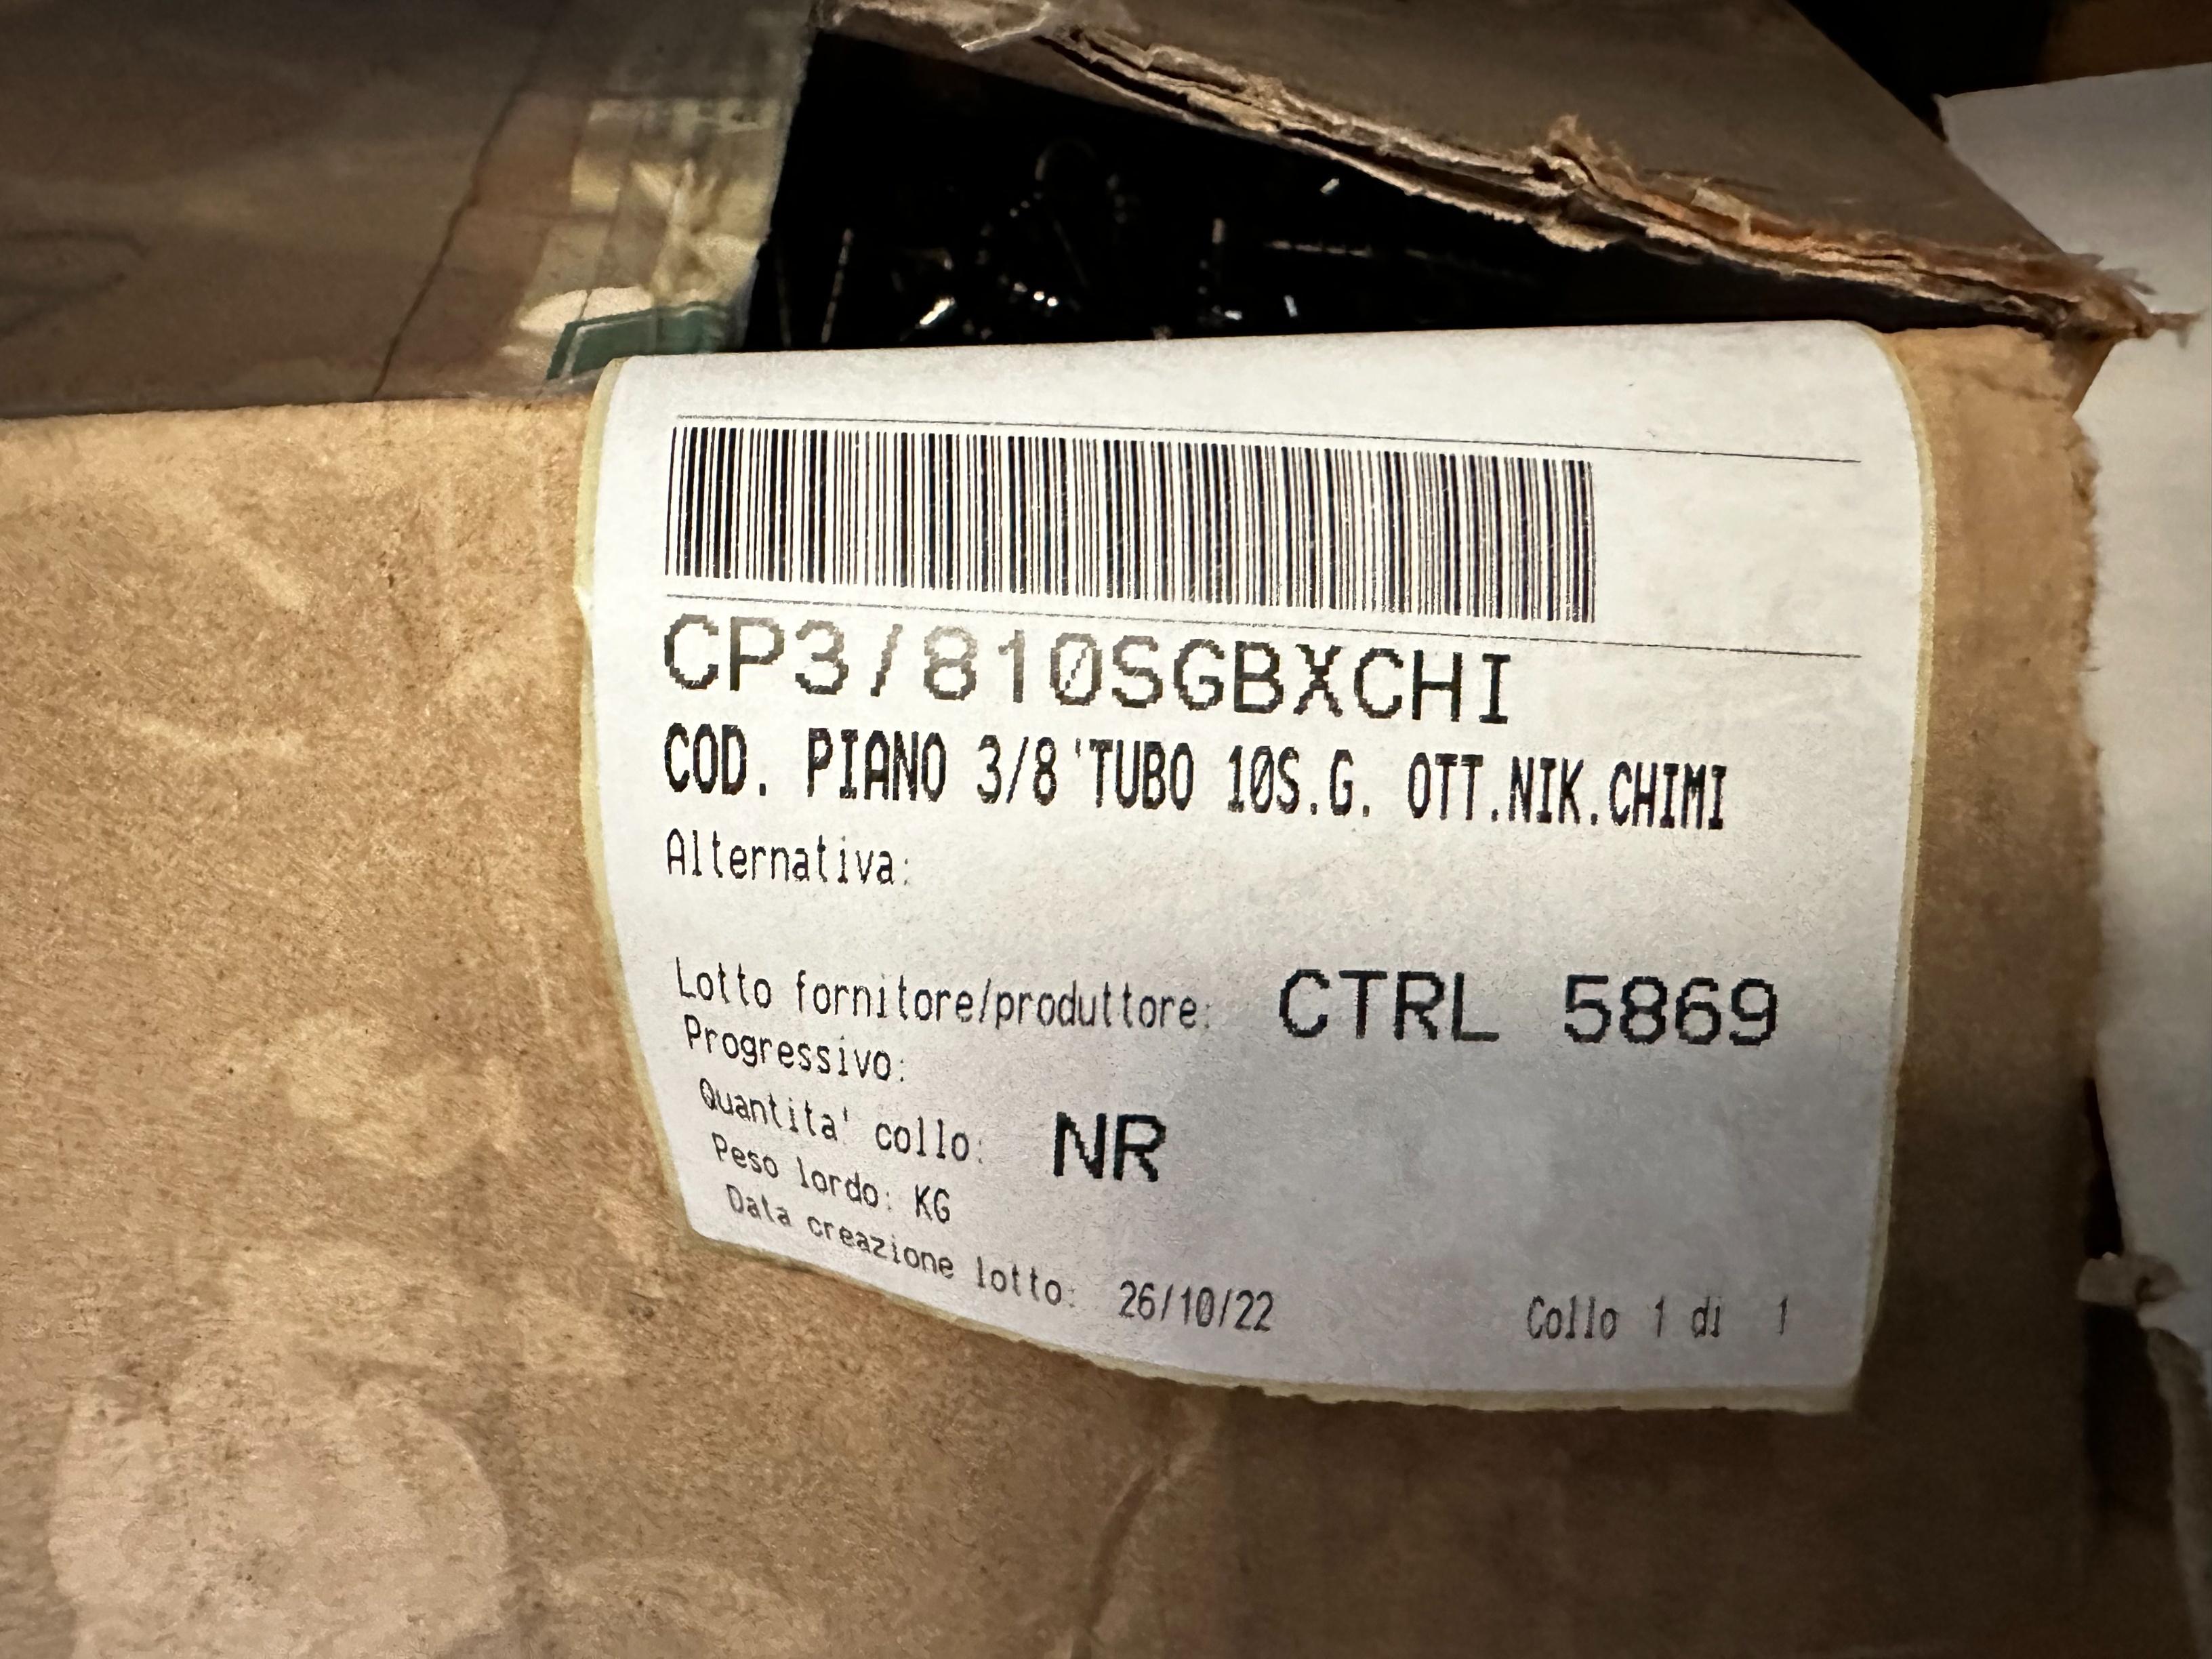 CP3/810SGBXCHI
COD. PIANO 3/8'TUBO 10S.G. OTT.NIK.CHIMI
Alternativa:
Lotto fornitore/produttore: CTRL 5869
Progressivo:
Quantita' collo: NR
Peso lordo: KG
Data creazione lotto: 26/10/22 Collo 1 di 1